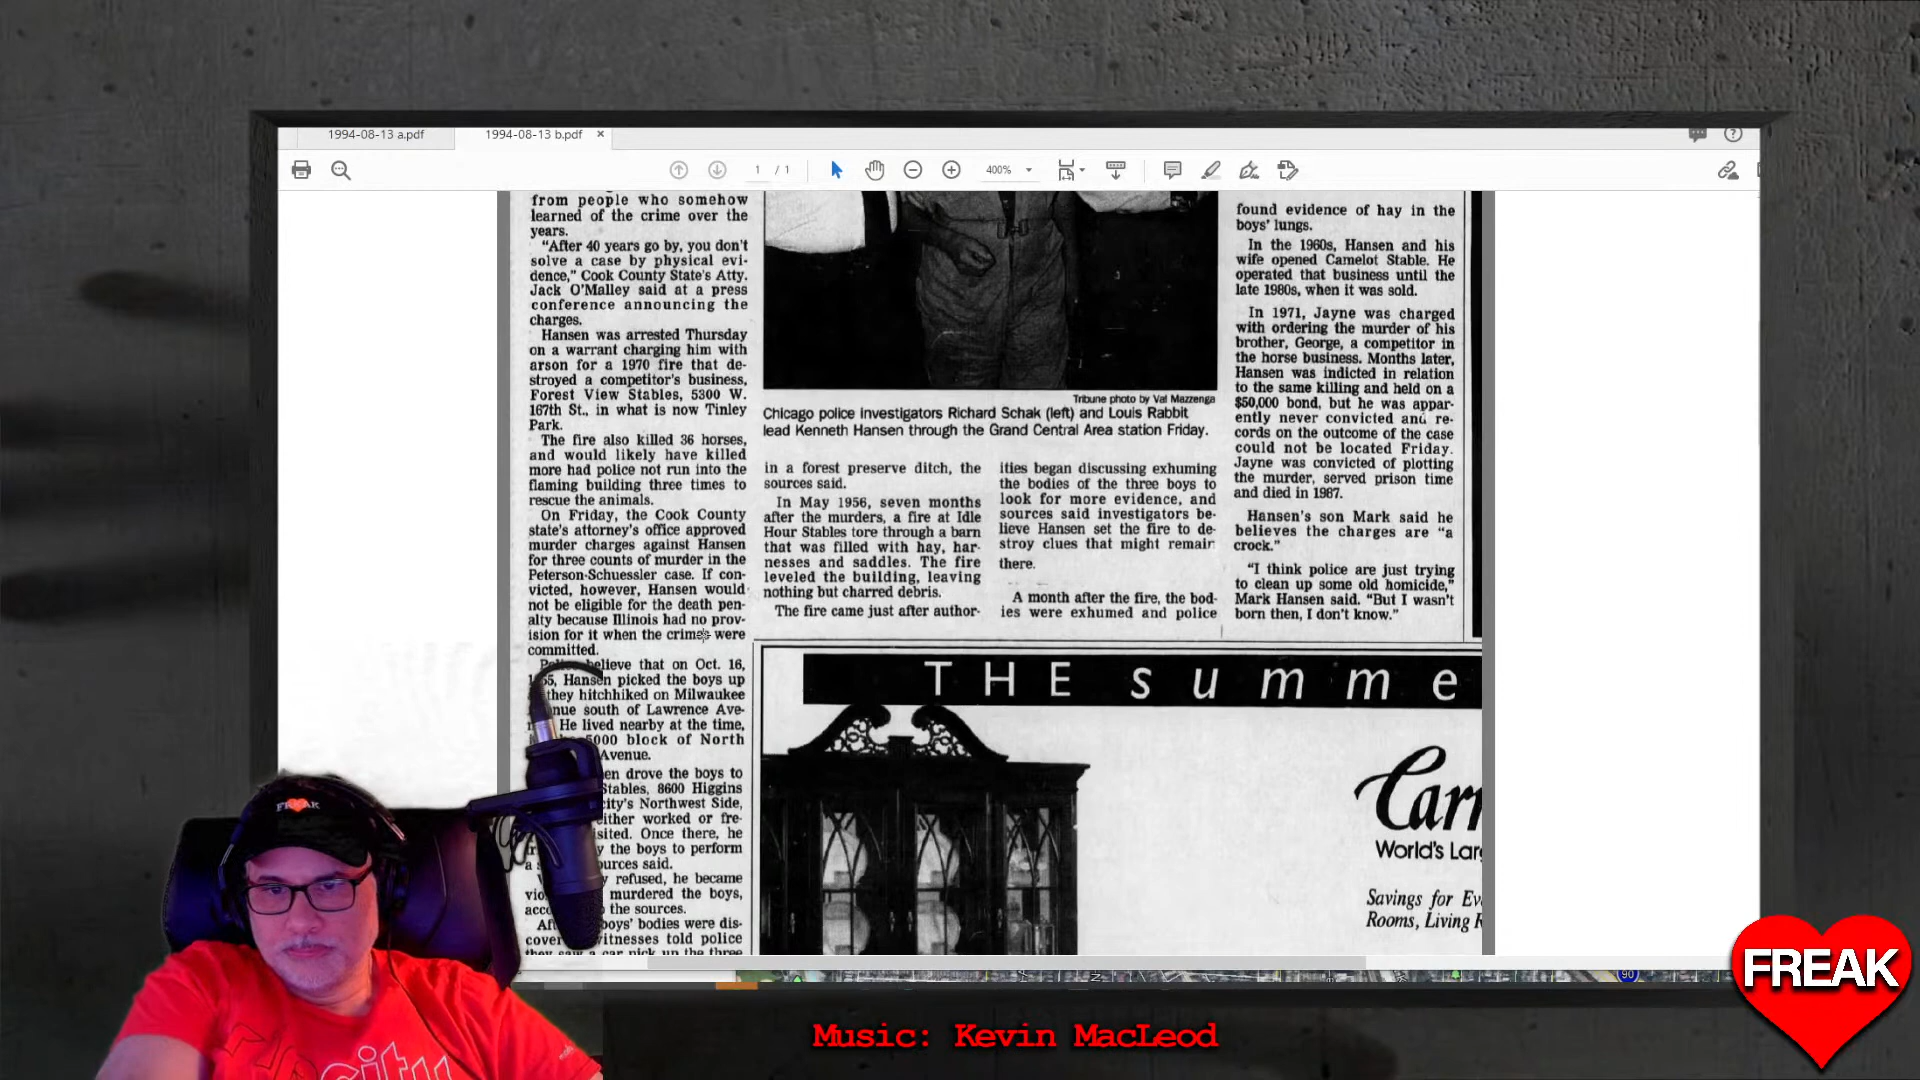 1994-08-13 a.pdf
1994-08-13 b.pdf
1 / 1
400%
from people who somehow
learned of the crime over the
years.
"After 40 years go by, you don't
solve a case by physical evi-
dence," Cook County State's Atty.
Jack O'Malley said at a press
conference announcing the
charges.
Hansen was arrested Thursday
on a warrant charging him with
arson for a 1970 fire that de-
stroyed a competitor's business,
Forest View Stables, 5300 W.
167th St., in what is now Tinley
Park.
The fire also killed 36 horses,
and would likely have killed
more had police not run into the
flaming building three times to
rescue the animals.
On Friday, the Cook County
state's attorney's office approved
murder charges against Hansen
for three counts of murder in the
Peterson-Schuessler case. If con-
victed, however, Hansen would
not be eligible for the death pen-
alty because Illinois had no prov-
ision for it when the crimes were
committed.
believe that on Oct. 16,
Hansen picked the boys up
they hitchhiked on Milwaukee
south of Lawrence Ave-
He lived nearby at the time,
5000 block of North
Avenue.
drove the boys to
Stables, 8600 Higgins
city's Northwest Side,
either worked or fre-
Once there, he
the boys to perform
sources said.
refused, he became
murdered the boys,
the sources.
boys' bodies were dis-
witnesses told police
they saw a car pick up the three
Tribune photo by Val Mazzenga
Chicago police investigators Richard Schak (left) and Louis Rabbit
lead Kenneth Hansen through the Grand Central Area station Friday.
in a forest preserve ditch, the
sources said.
In May 1956, seven months
after the murders, a fire at Idle
Hour Stables tore through a barn
that was filled with hay, har-
nesses and saddles. The fire
leveled the building, leaving
nothing but charred debris.
The fire came just after author-
ities began discussing exhuming
the bodies of the three boys to
look for more evidence, and
sources said investigators be-
lieve Hansen set the fire to de-
stroy clues that might remain
there.
A month after the fire, the bod-
ies were exhumed and police
found evidence of hay in the
boys' lungs.
In the 1960s, Hansen and his
wife opened Camelot Stable. He
operated that business until the
late 1980s, when it was sold.
In 1971, Jayne was charged
with ordering the murder of his
brother, George, a competitor in
the horse business. Months later,
Hansen was indicted in relation
to the same killing and held on a
$50,000 bond, but he was appar-
ently never convicted and re-
cords on the outcome of the case
could not be located Friday.
Jayne was convicted of plotting
the murder, served prison time
and died in 1987.
Hansen's son Mark said he
believes the charges are "a
crock."
"I think police are just trying
to clean up some old homicide,"
Mark Hansen said. "But I wasn't
born then, I don't know."
THE summe
Carr
World's Lar
Savings for Ev
Rooms, Living R
90
FREAK
FREAK
Music: Kevin MacLeod